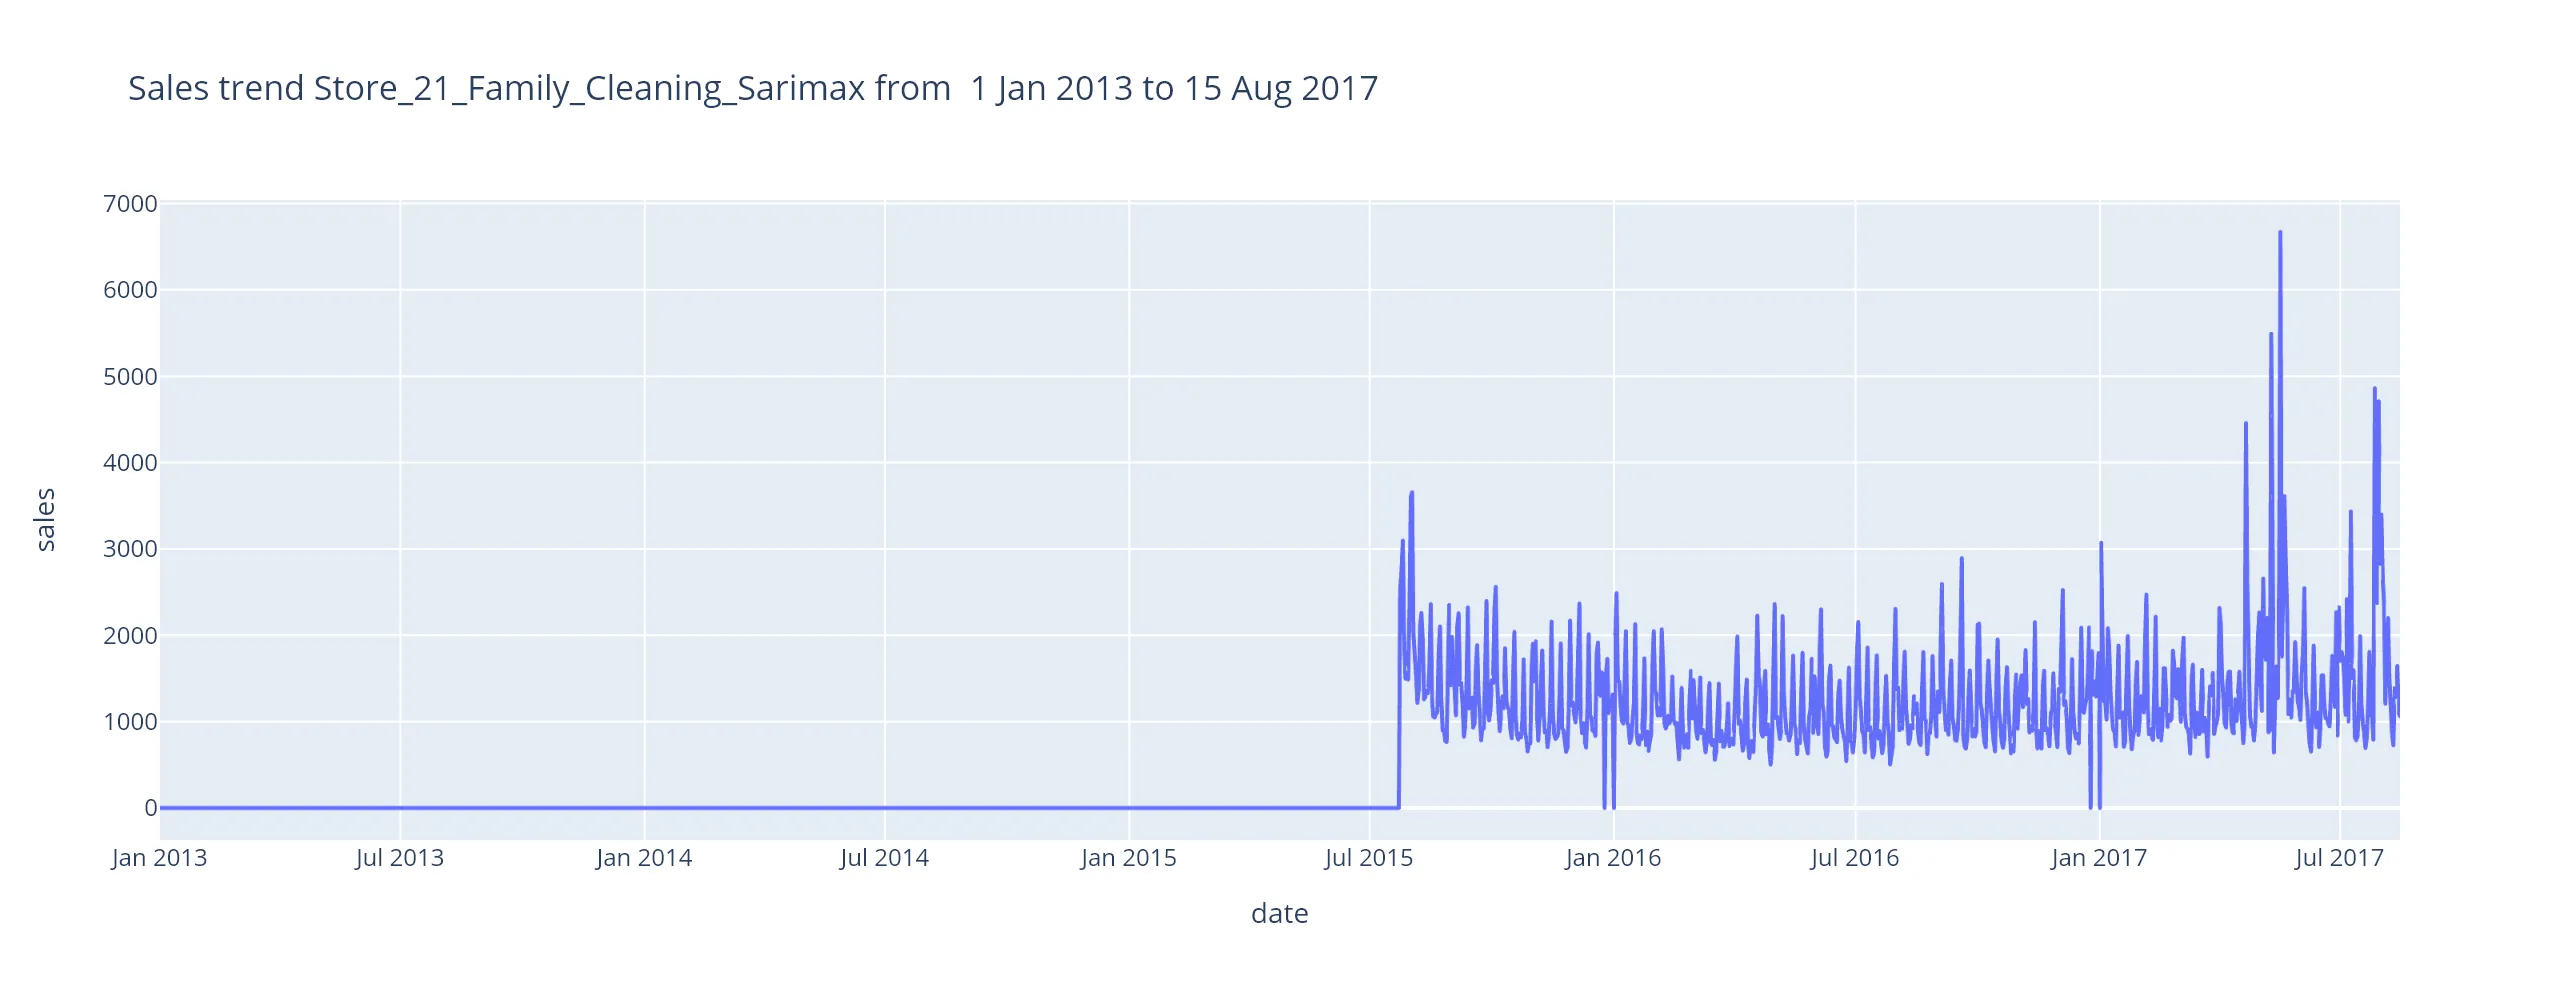 Sales trend Store_21_Family_Cleaning_Sarimax from  1 Jan 2013 to 15 Aug 2017
7000
6000
5000
4000
3000
2000
1000
0
sales
Jan 2013 Jul 2013 Jan 2014 Jul 2014 Jan 2015 Jul 2015 Jan 2016 Jul 2016 Jan 2017 Jul 2017
date